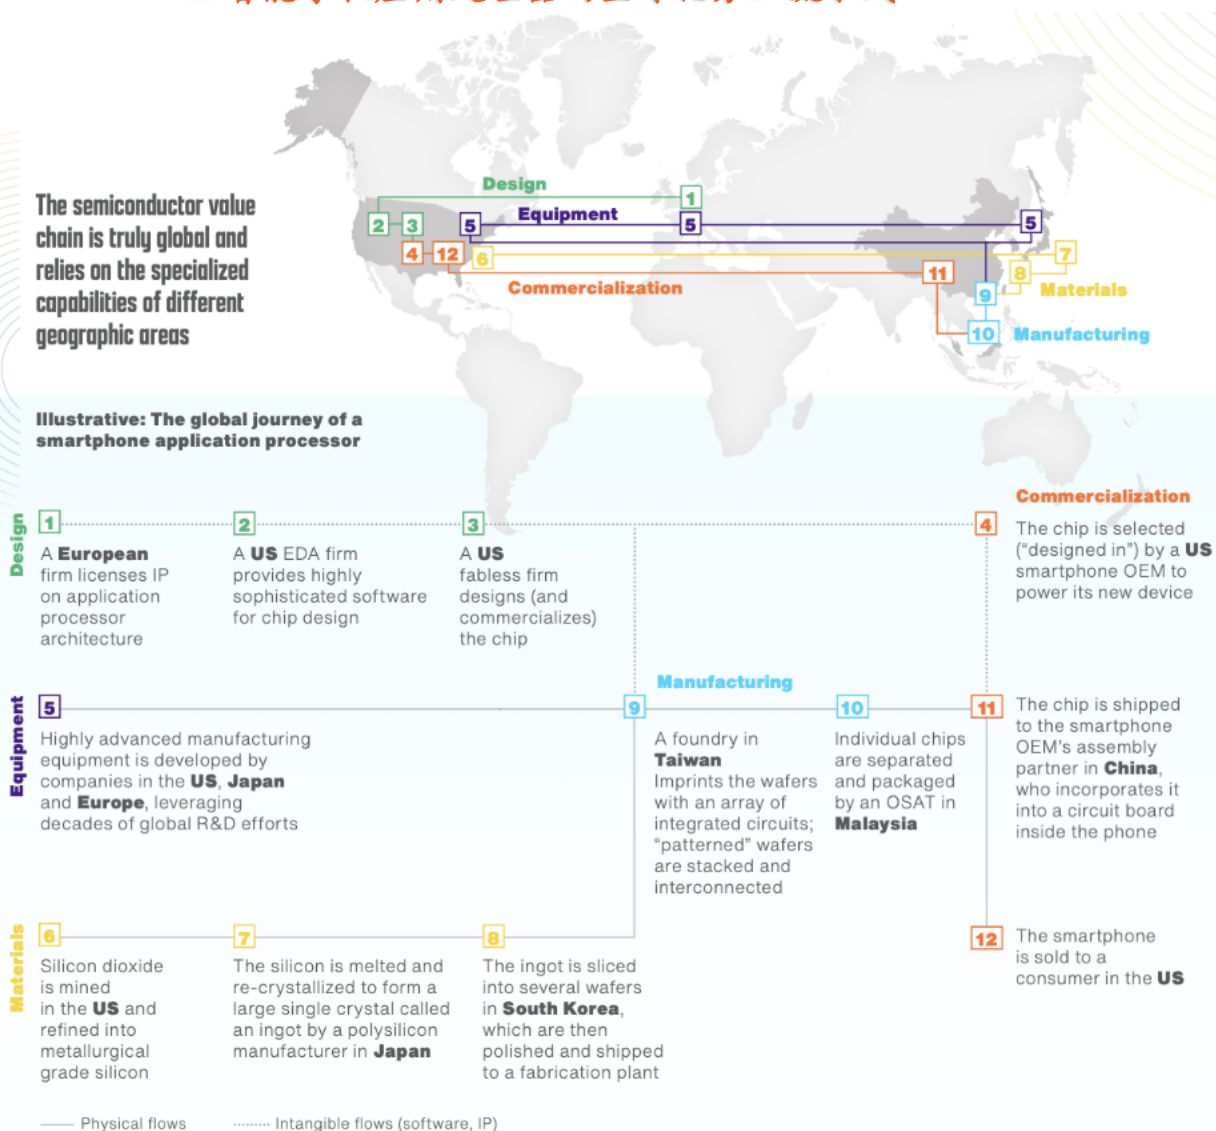 The semiconductor value
chain is truly global and
relies on the specialized
capabilities of different
geographic areas
Design
1
2
3
5
Equipment
5
5
4
12
6
7
11
8
Commercialization
9
Materials
10
Manufacturing
Illustrative: The global journey of a
smartphone application processor
Design
1
A European
firm licenses IP
on application
processor
architecture
2
A US EDA firm
provides highly
sophisticated software
for chip design
3
A US
fabless firm
designs (and
commercializes)
the chip
Commercialization
4
The chip is selected
("designed in") by a US
smartphone OEM to
power its new device
Equipment
5
Highly advanced manufacturing
equipment is developed by
companies in the US, Japan
and Europe, leveraging
decades of global R&D efforts
Manufacturing
9
A foundry in
Taiwan
Imprints the wafers
with an array of
integrated circuits;
"patterned" wafers
are stacked and
interconnected
10
Individual chips
are separated
and packaged
by an OSAT in
Malaysia
11
The chip is shipped
to the smartphone
OEM's assembly
partner in China,
who incorporates it
into a circuit board
inside the phone
Materials
6
Silicon dioxide
is mined
in the US and
refined into
metallurgical
grade silicon
7
The silicon is melted and
re-crystallized to form a
large single crystal called
an ingot by a polysilicon
manufacturer in Japan
8
The ingot is sliced
into several wafers
in South Korea,
which are then
polished and shipped
to a fabrication plant
12
The smartphone
is sold to a
consumer in the US
Physical flows
Intangible flows (software, IP)